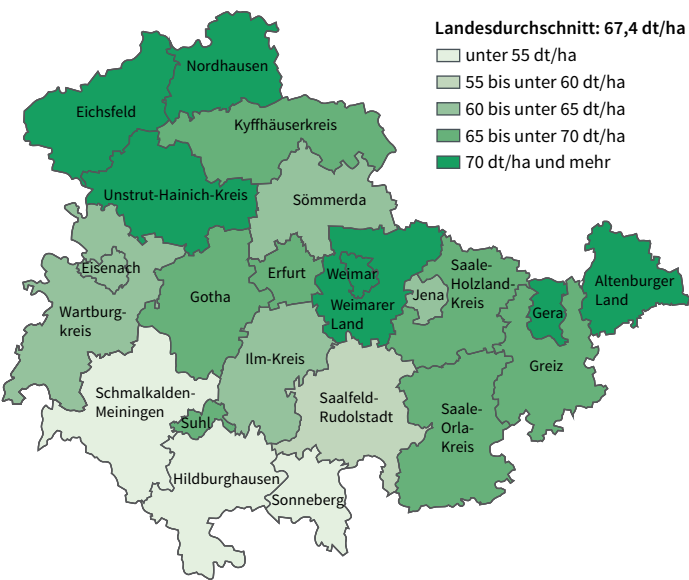 Landesdurchschnitt: 67,4 dt/ha
unter 55 dt/ha
55 bis unter 60 dt/ha
60 bis unter 65 dt/ha
65 bis unter 70 dt/ha
70 dt/ha und mehr
Nordhausen
Eichsfeld
Kyffhäuserkreis
Unstrut-Hainich-Kreis
Sömmerda
Eisenach
Gotha
Erfurt
Weimar
Weimarer
Land
Jena
Saale-
Holzland-
Kreis
Gera
Altenburger
Land
Wartburg-
kreis
Ilm-Kreis
Greiz
Schmalkalden-
Meiningen
Suhl
Saalfeld-
Rudolstadt
Saale-
Orla-
Kreis
Hildburghausen
Sonneberg